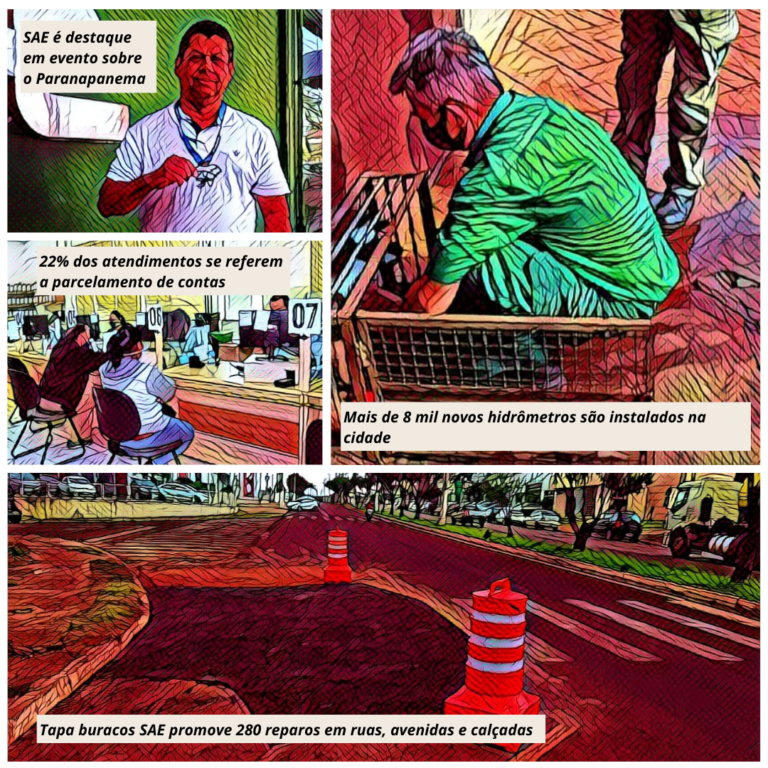 SAE é destaque
em evento sobre
o Paranapanema
22% dos atendimentos se referem
a parcelamento de contas
06
07
Mais de 8 mil novos hidrômetros são instalados na
cidade
Tapa buracos SAE promove 280 reparos em ruas, avenidas e calçadas